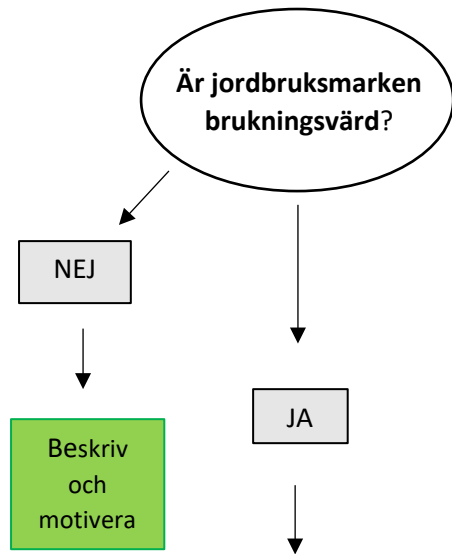 Är jordbruksmarken
brukningsvärd?
NEJ
JA
Beskriv
och
motivera